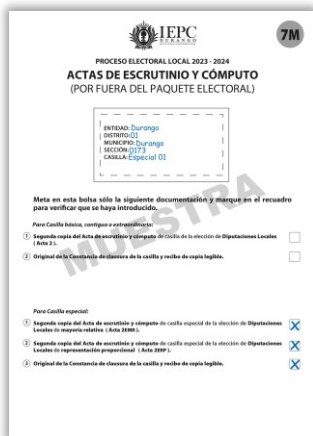 IEPC
DURANGO
7M
PROCESO ELECTORAL LOCAL 2023 - 2024
ACTAS DE ESCRUTINIO Y CÓMPUTO
(POR FUERA DEL PAQUETE ELECTORAL)
ENTIDAD: Durango
DISTRITO: 01
MUNICIPIO: Durango
SECCIÓN: 0173
CASILLA: Especial 01
Meta en esta bolsa sólo la siguiente documentación y marque en el recuadro
para verificar que se haya introducido.
MUESTRA
Para Casilla básica, contigua o extraordinaria:
1 Segunda copia del Acta de escrutinio y cómputo de casilla de la elección de Diputaciones Locales
( Acta 2 ).
2 Original de la Constancia de clausura de la casilla y recibo de copia legible.
Para Casilla especial:
1 Segunda copia del Acta de escrutinio y cómputo de casilla especial de la elección de Diputaciones
Locales de mayoría relativa ( Acta 2EMR ). X
2 Segunda copia del Acta de escrutinio y cómputo de casilla especial de la elección de Diputaciones
Locales de representación proporcional ( Acta 2ERP ). X
3 Original de la Constancia de clausura de la casilla y recibo de copia legible. X